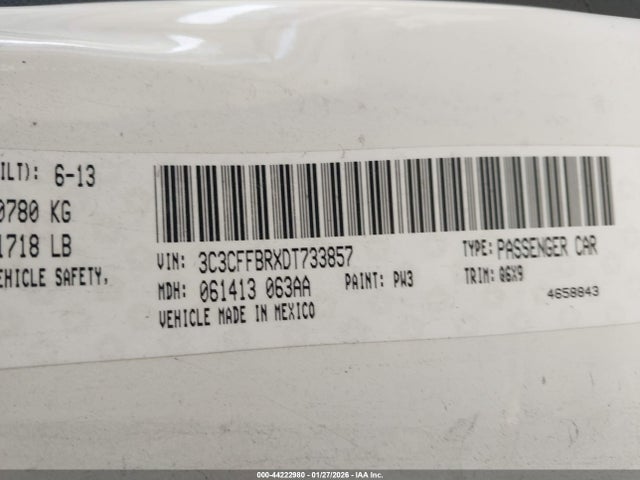 ILT): 6-13
0780 KG
1718 LB
EHICLE SAFETY,
VIN: 3C3CFFBRXDT733857
TYPE: PASSENGER CAR
MDH: 061413 063AA
PAINT: PW3
TRIM: Q6X9
VEHICLE MADE IN MEXICO
4658843
000-44222980 - 01/27/2026 - IAA Inc.